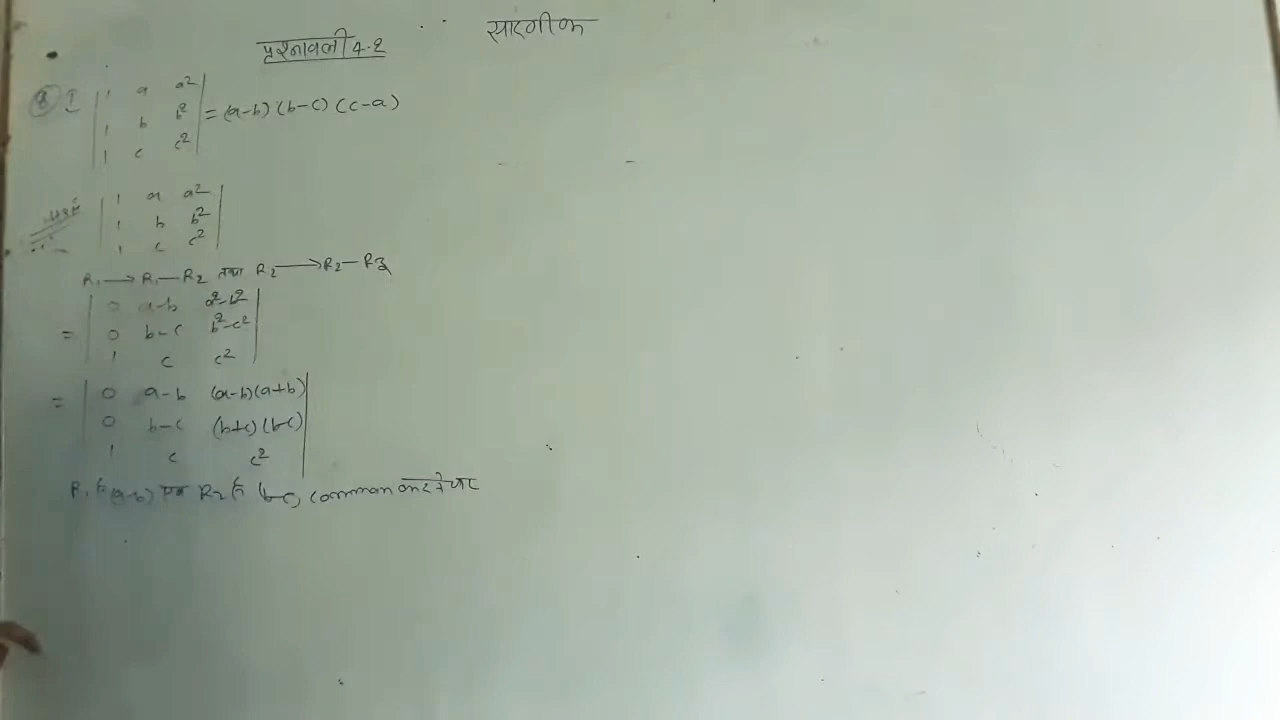 सारणीक
प्रश्नावली 4.2
8 I | 1 a a² |
| 1 b b² | = (a-b) (b-c) (c-a)
| 1 c c² |
| 1 a a² |
| 1 b b² |
| 1 c c² |
R₁ → R₁ — R₂ तथा R₂ → R₂ — R₃
| 0 a-b a²-b² |
= | 0 b-c b²-c² |
| 1 c c² |
= | 0 a-b (a-b)(a+b) |
| 0 b-c (b+c)(b-c) |
| 1 c c² |
R₁ से (a-b) एवं R₂ से (b-c) common करने पर